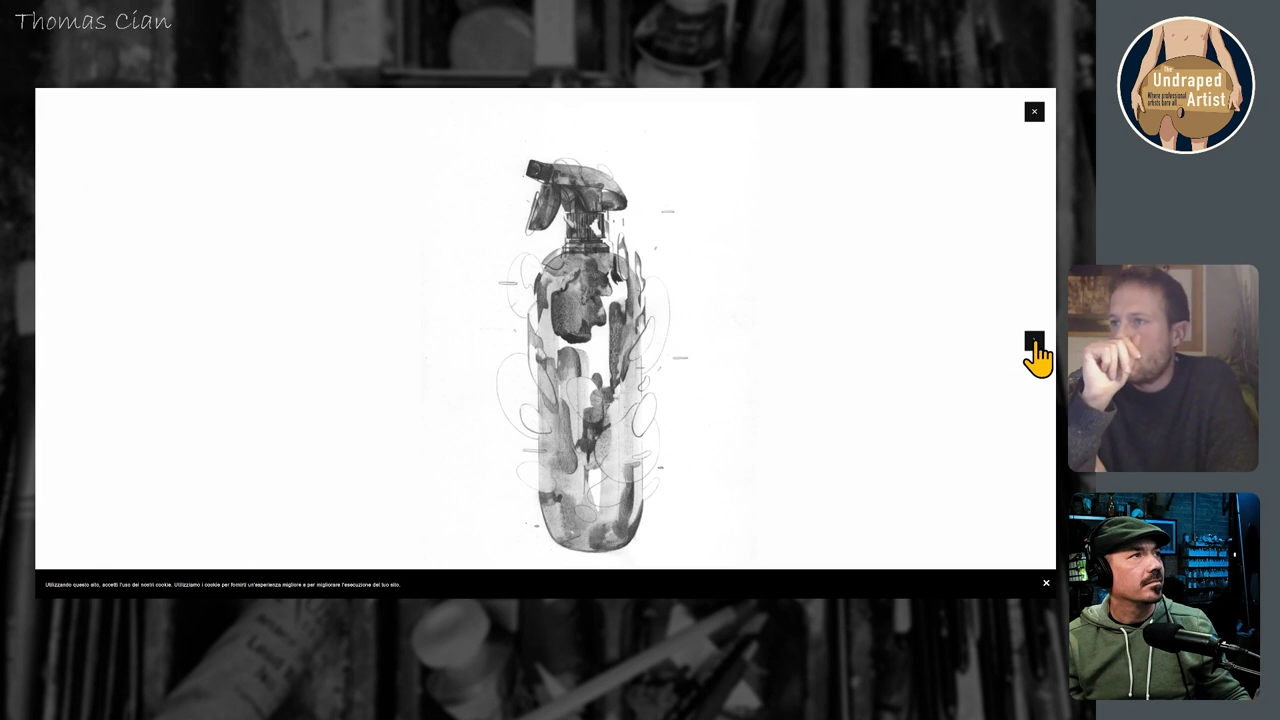 Thomas Cian
The
Undraped
Where professional
artists bare all...
Artist
Utilizzando questo sito, accetti l'uso dei nostri cookie. Utilizziamo i cookie per fornirti un'esperienza migliore e per migliorare l'esecuzione del tuo sito.